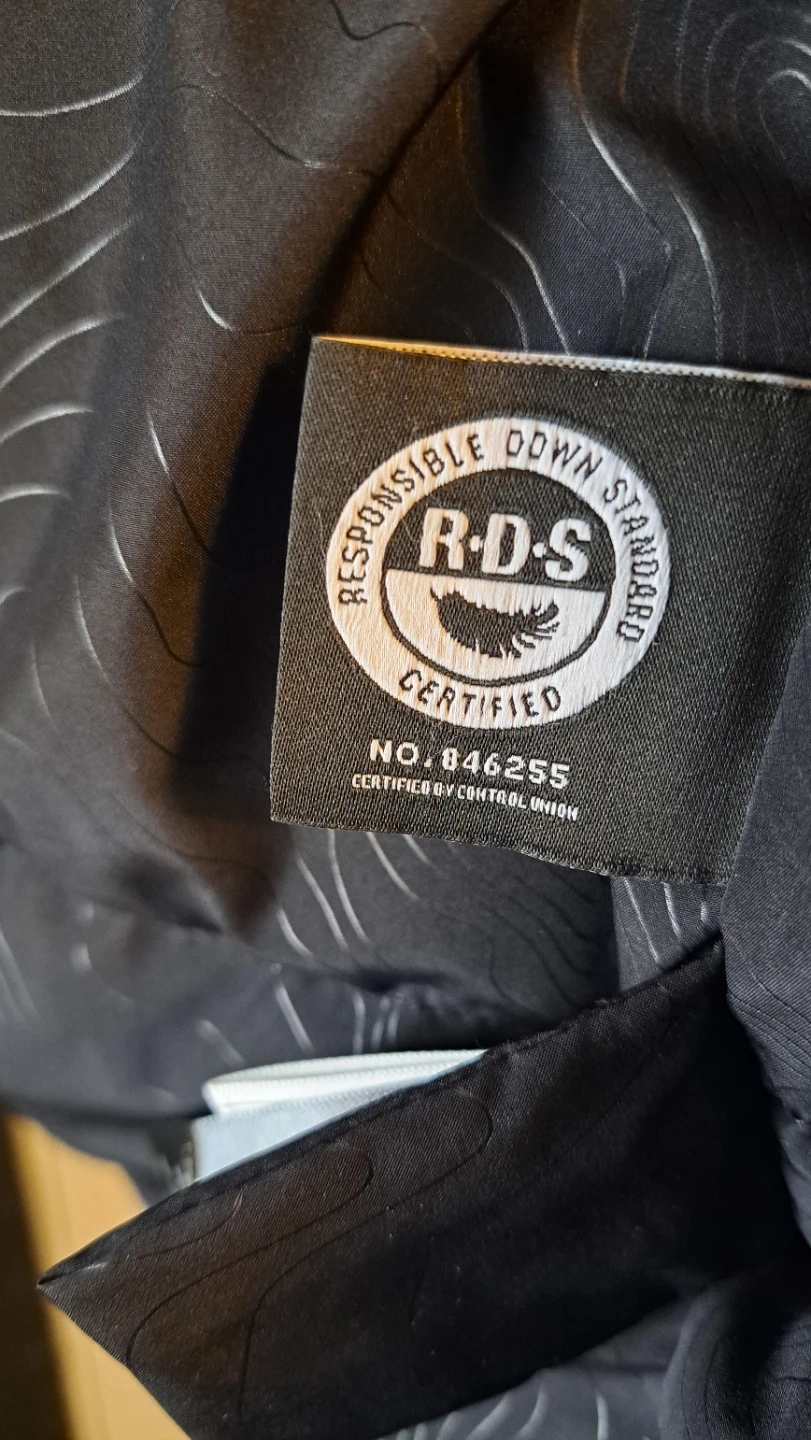 RESPONSIBLE DOWN STANDARD
R·D·S
CERTIFIED
NO. 846255
CERTIFIED BY CONTROL UNION